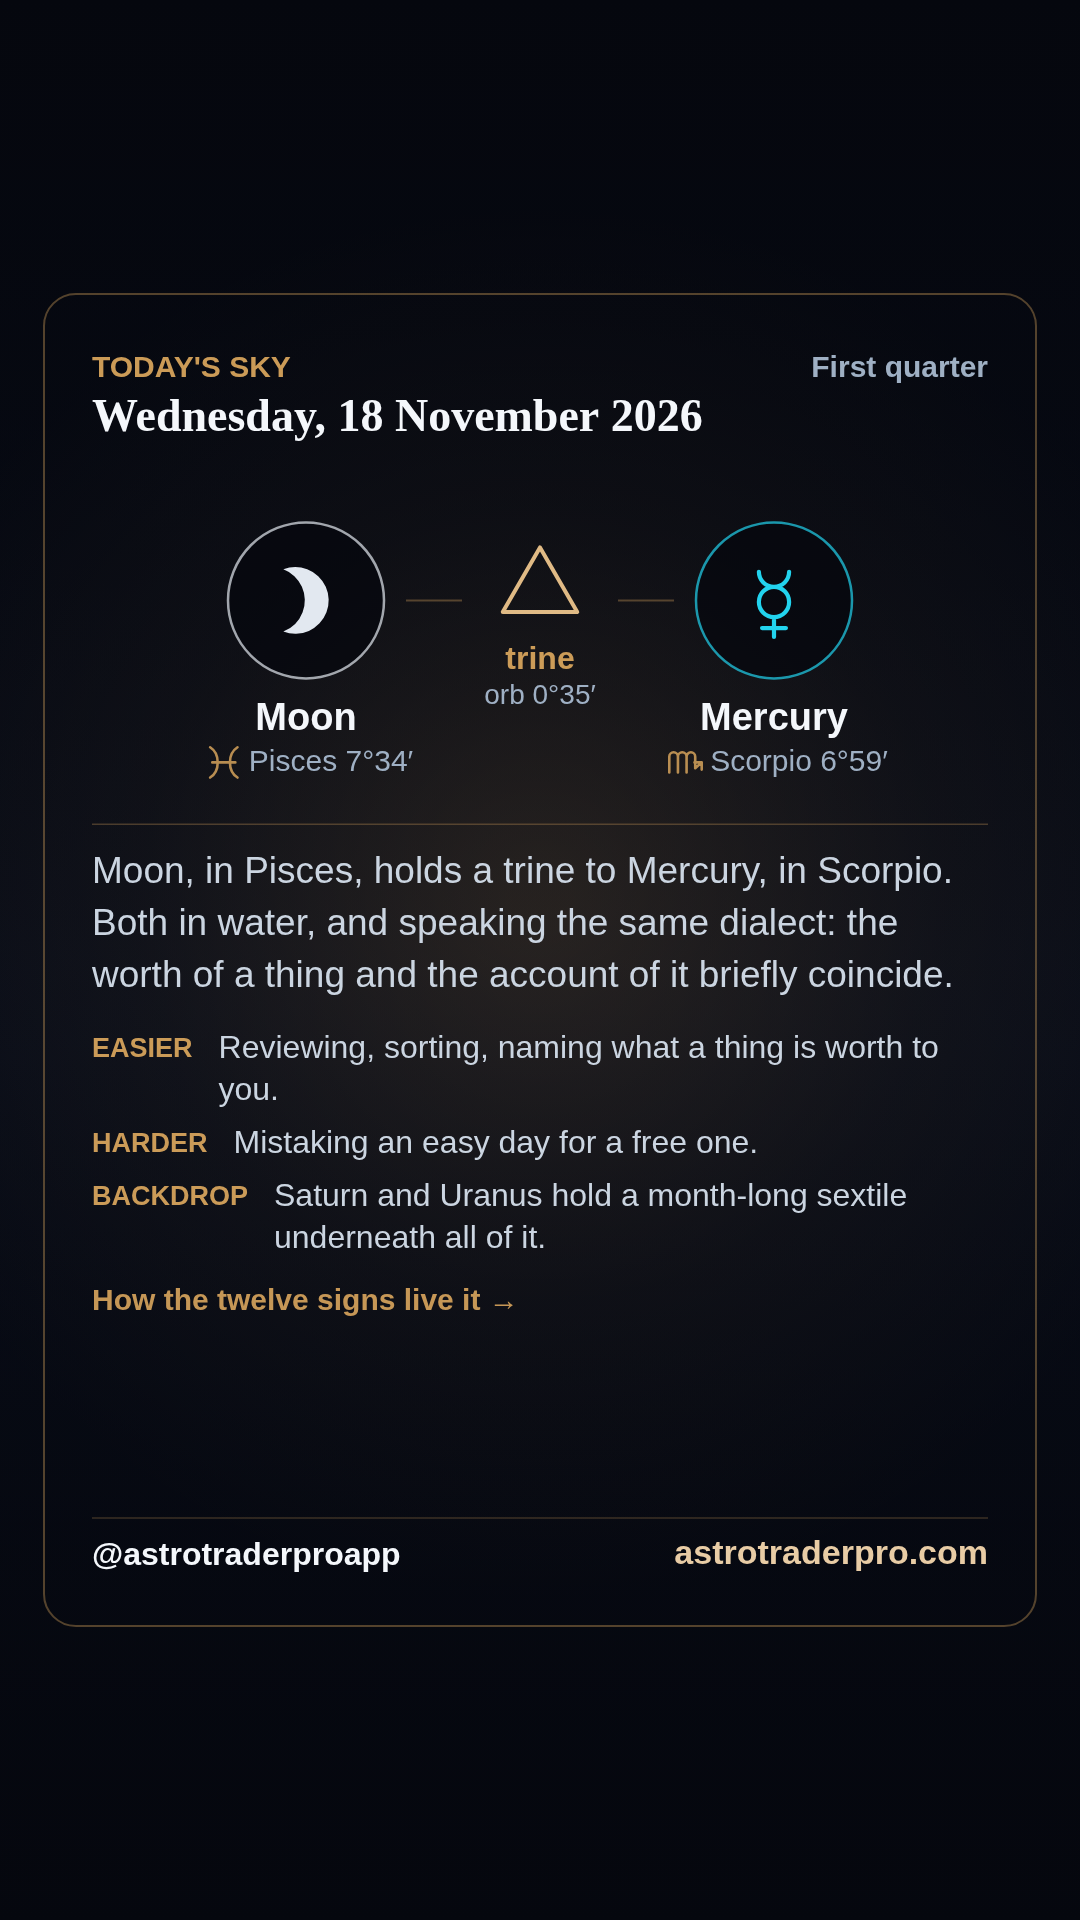 TODAY'S SKY
First quarter
Wednesday, 18 November 2026
trine
orb 0°35′
Moon
Mercury
Pisces 7°34′
Scorpio 6°59′
Moon, in Pisces, holds a trine to Mercury, in Scorpio.
Both in water, and speaking the same dialect: the
worth of a thing and the account of it briefly coincide.
EASIER Reviewing, sorting, naming what a thing is worth to
you.
HARDER Mistaking an easy day for a free one.
BACKDROP Saturn and Uranus hold a month-long sextile
underneath all of it.
How the twelve signs live it →
@astrotraderproapp
astrotraderpro.com